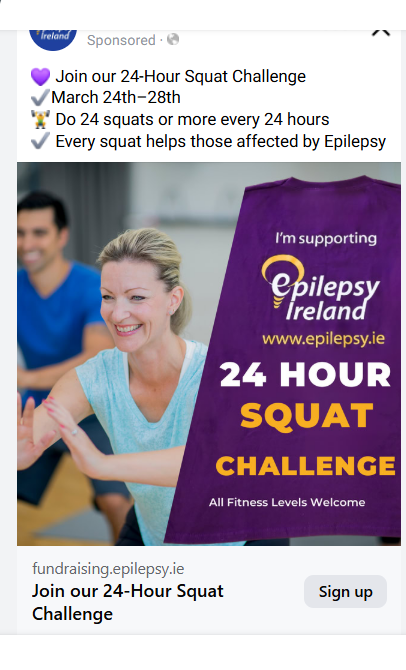 Ireland
Sponsored ·
Join our 24-Hour Squat Challenge
March 24th–28th
Do 24 squats or more every 24 hours
Every squat helps those affected by Epilepsy
I'm supporting
epilepsy
Ireland
www.epilepsy.ie
24 HOUR
SQUAT
CHALLENGE
All Fitness Levels Welcome
fundraising.epilepsy.ie
Join our 24-Hour Squat
Challenge
Sign up